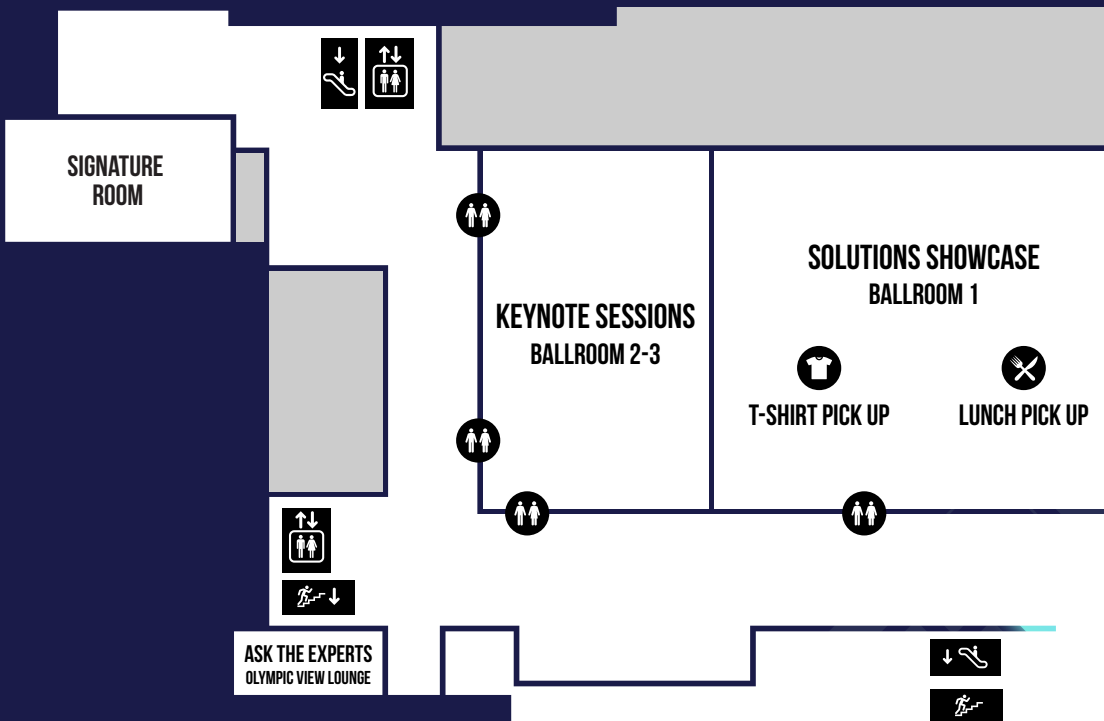 SIGNATURE
ROOM
SOLUTIONS SHOWCASE
BALLROOM 1
KEYNOTE SESSIONS
BALLROOM 2-3
T-SHIRT PICK UP
LUNCH PICK UP
ASK THE EXPERTS
OLYMPIC VIEW LOUNGE